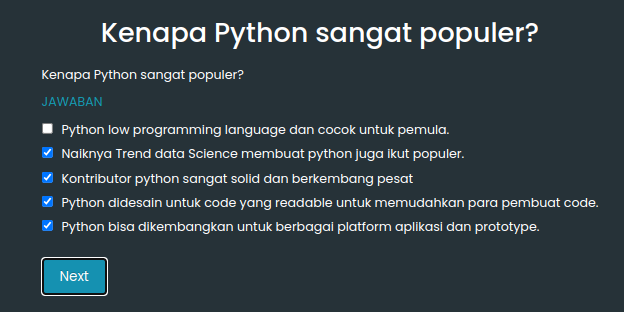 Kenapa Python sangat populer?
Kenapa Python sangat populer?
JAWABAN
Python low programming language dan cocok untuk pemula.
Naiknya Trend data Science membuat python juga ikut populer.
Kontributor python sangat solid dan berkembang pesat
Python didesain untuk code yang readable untuk memudahkan para pembuat code.
Python bisa dikembangkan untuk berbagai platform aplikasi dan prototype.
Next